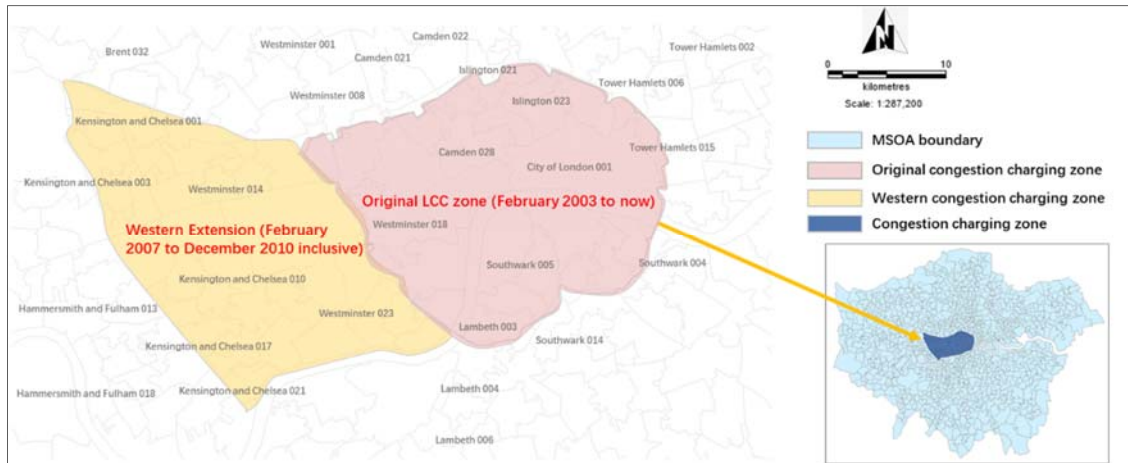 Camden 022
Westminster 001
Brent 032
Camden 021
Tower Hamlets 002
Islington 021
Tower Hamlets 006
Westminster 008
Islington 023
Kensington and Chelsea 001
Camden 028
Tower Hamlets 015
City of London 001
Kensington and Chelsea 003
Westminster 014
Original LCC zone (February 2003 to now)
Westminster 018
Western Extension (February
2007 to December 2010 inclusive)
Southwark 005
Southwark 004
Kensington and Chelsea 010
Hammersmith and Fulham 013
Westminster 023
Lambeth 003
Southwark 014
Kensington and Chelsea 017
Hammersmith and Fulham 018
Kensington and Chelsea 021
Lambeth 004
Lambeth 006
N
0 10
kilometres
Scale: 1:287,200
MSOA boundary
Original congestion charging zone
Western congestion charging zone
Congestion charging zone